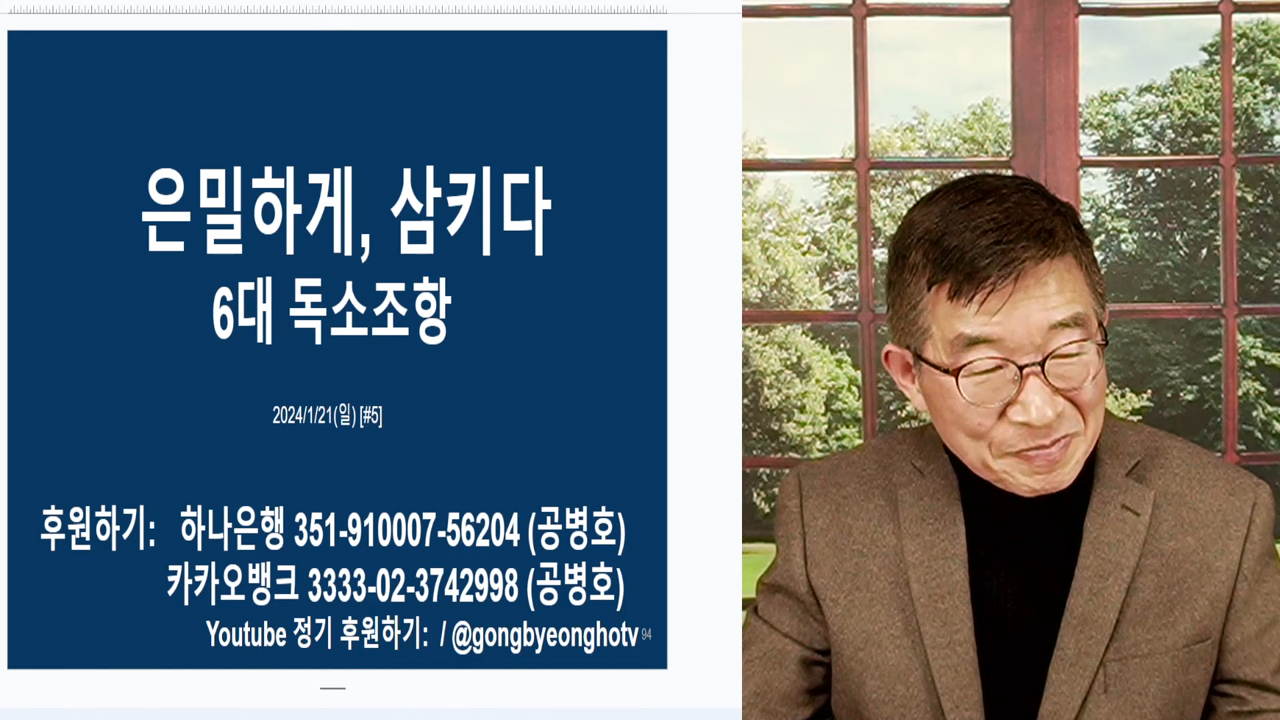 은밀하게, 삼키다
6대 독소조항
2024/1/21(일) [#5]
후원하기: 하나은행 351-910007-56204 (공병호)
카카오뱅크 3333-02-3742998 (공병호)
Youtube 정기 후원하기: / @gongbyeonghotv 94